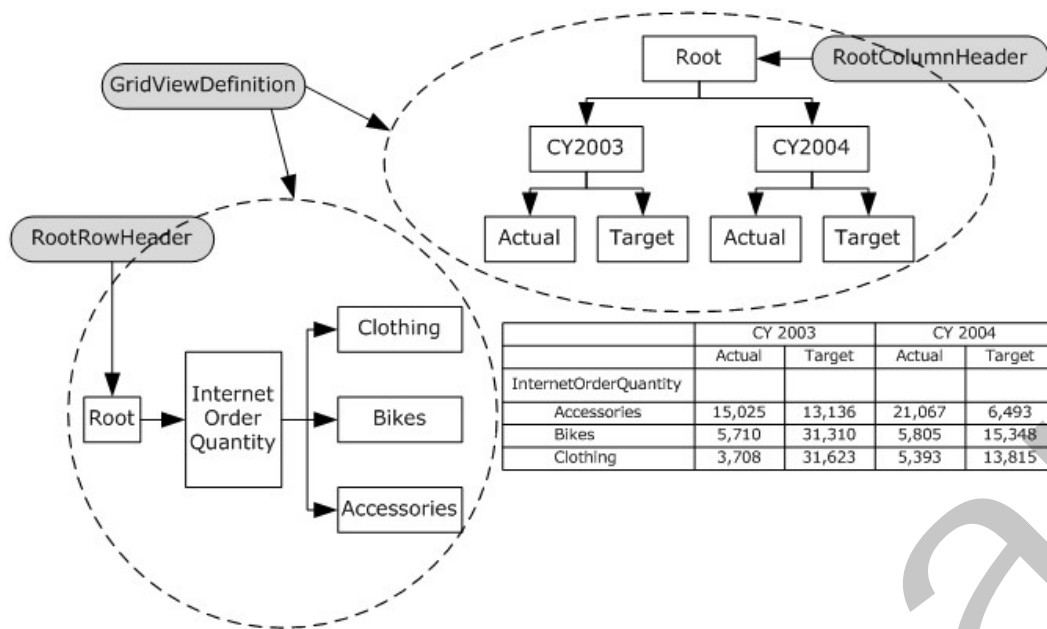 Root
RootColumnHeader
GridViewDefinition
CY2003
CY2004
Actual
Target
Actual
Target
RootRowHeader
Clothing
Internet
Order
Quantity
Root
Bikes
Accessories
CY 2003 CY 2004
Actual Target Actual Target
InternetOrderQuantity
Accessories 15,025 13,136 21,067 6,493
Bikes 5,710 31,310 5,805 15,348
Clothing 3,708 31,623 5,393 13,815